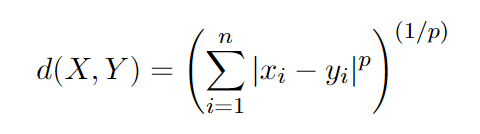 d(X, Y) = \left( \sum_{i=1}^{n} |x_i - y_i|^p \right)^{(1/p)}